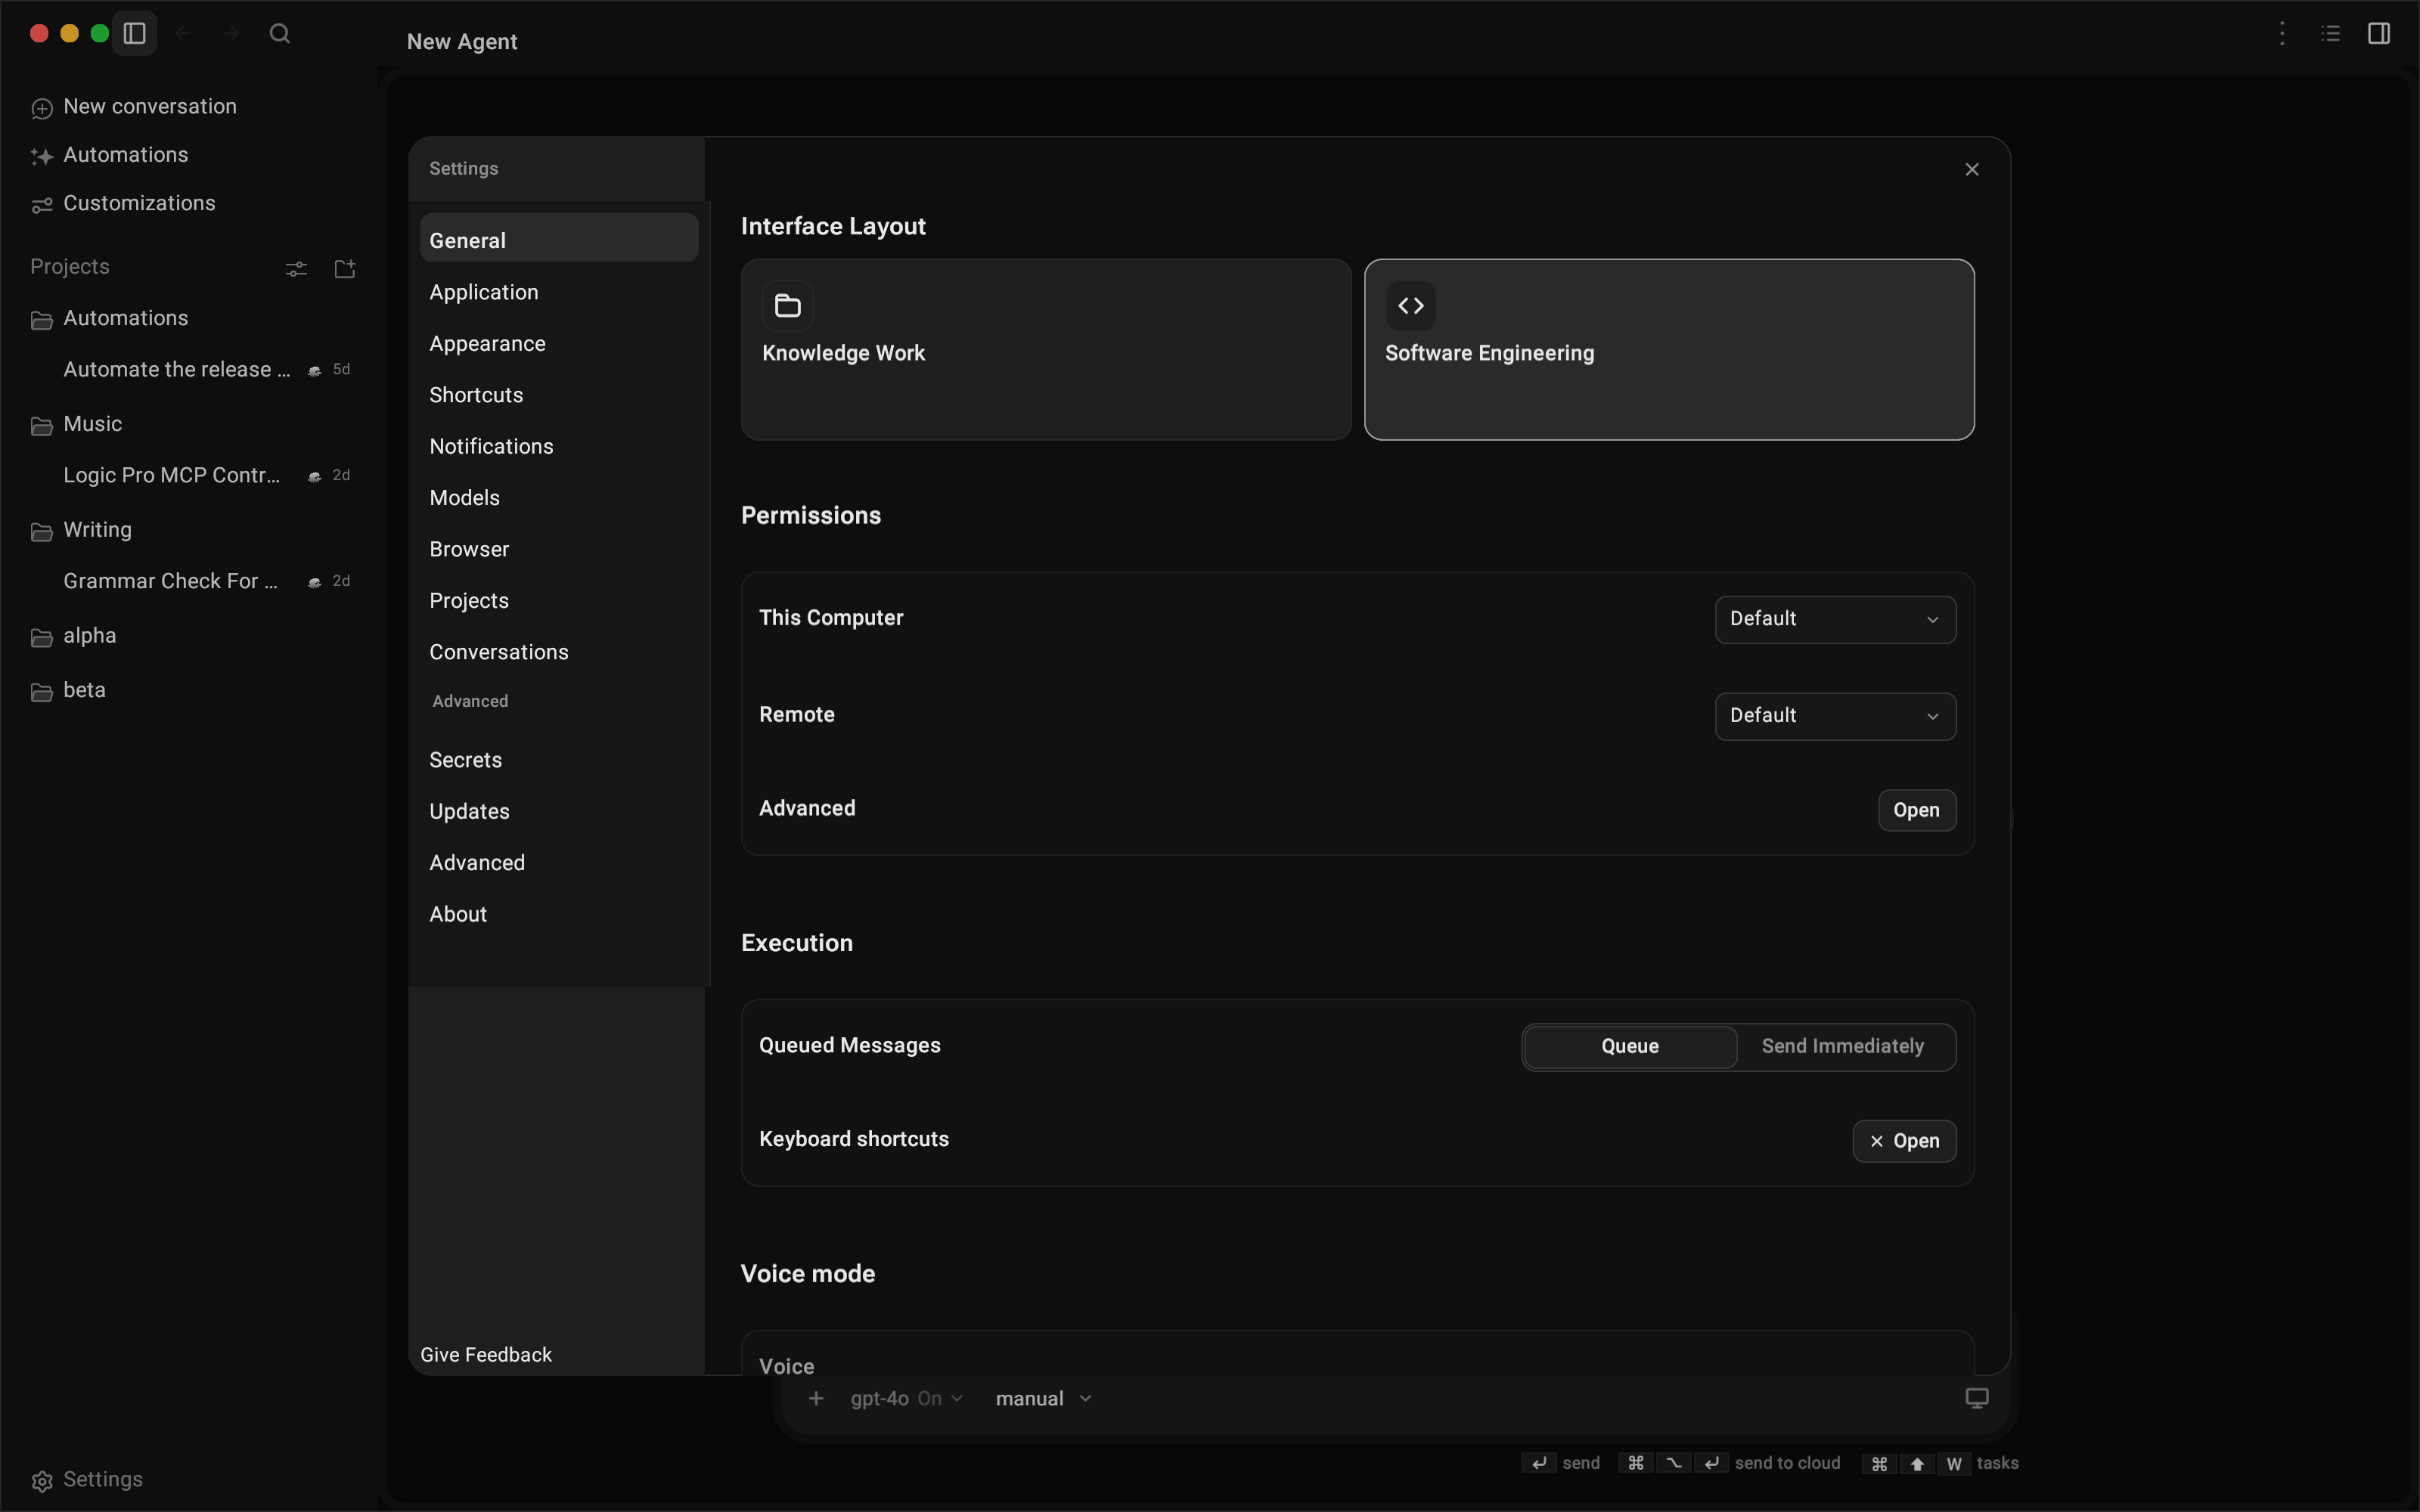 New Agent
New conversation
Automations
Customizations
Projects
Automations
Automate the release ... 5d
Music
Logic Pro MCP Contr... 2d
Writing
Grammar Check For ... 2d
alpha
beta
Settings
Settings
General
Application
Appearance
Shortcuts
Notifications
Models
Browser
Projects
Conversations
Advanced
Secrets
Updates
Advanced
About
Give Feedback
Interface Layout
Knowledge Work
Software Engineering
Permissions
This Computer Default
Remote Default
Advanced Open
Execution
Queued Messages Queue Send Immediately
Keyboard shortcuts Open
Voice mode
Voice
gpt-4o On manual
send ⌘ ⌥ send to cloud ⌘ W tasks